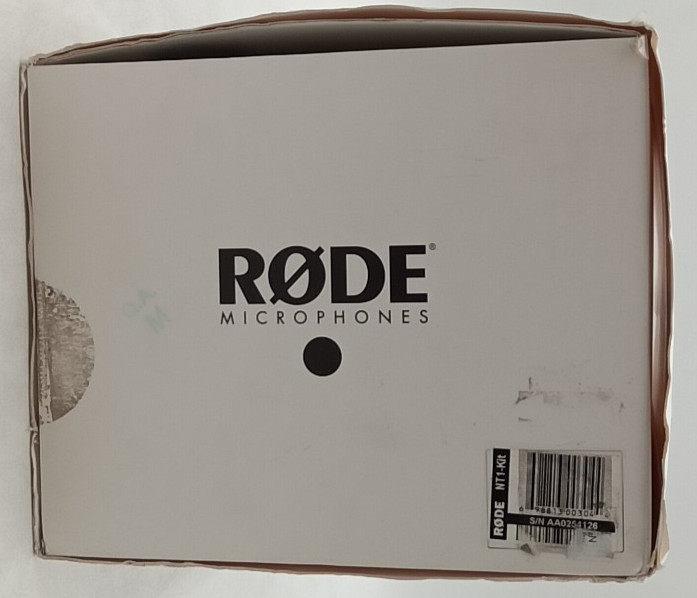 RØDE®
MICROPHONES
RØDE NT1-Kit
S/N AA0254126